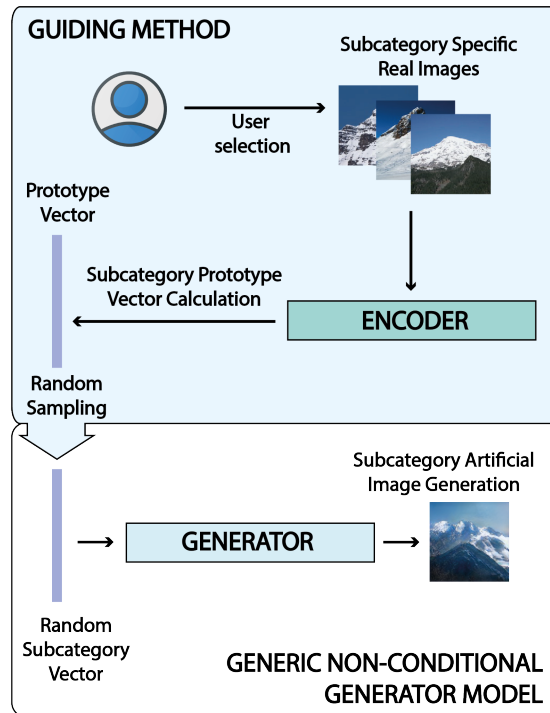 GUIDING METHOD
Subcategory Specific
Real Images
User
selection
Prototype
Vector
Subcategory Prototype
Vector Calculation
ENCODER
Random
Sampling
Subcategory Artificial
Image Generation
GENERATOR
Random
Subcategory
Vector
GENERIC NON-CONDITIONAL
GENERATOR MODEL